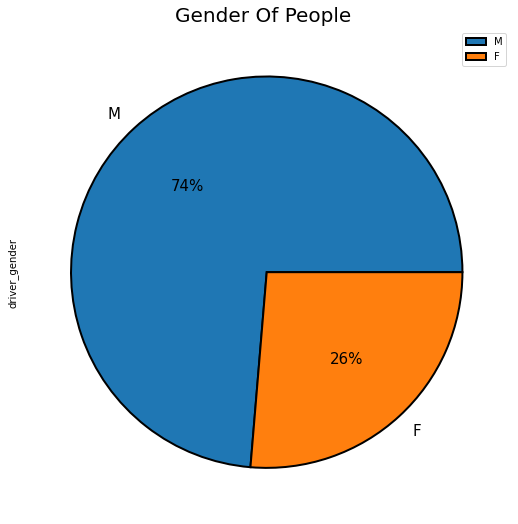 Gender Of People
M
F
M
74%
driver_gender
26%
F